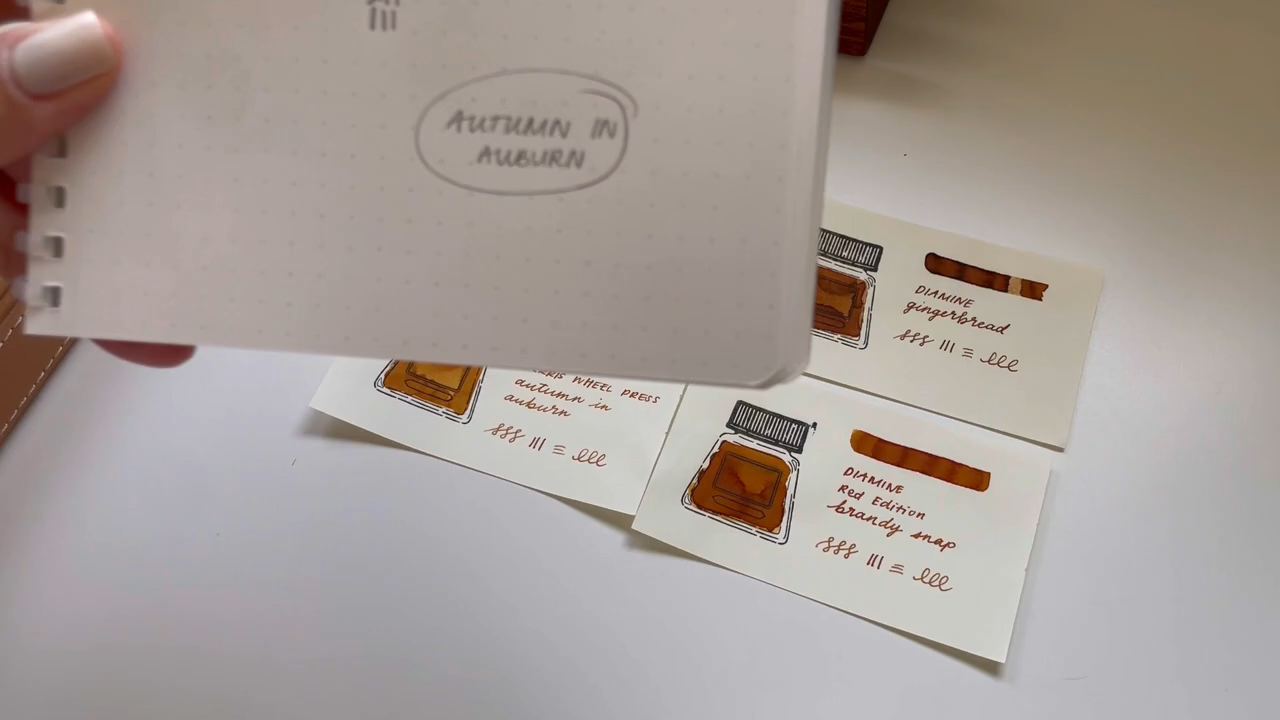 AUTUMN IN
AUBURN
DIAMINE
gingerbread
WHEEL PRESS
autumn in
auburn
DIAMINE
Red Edition
brandy snap